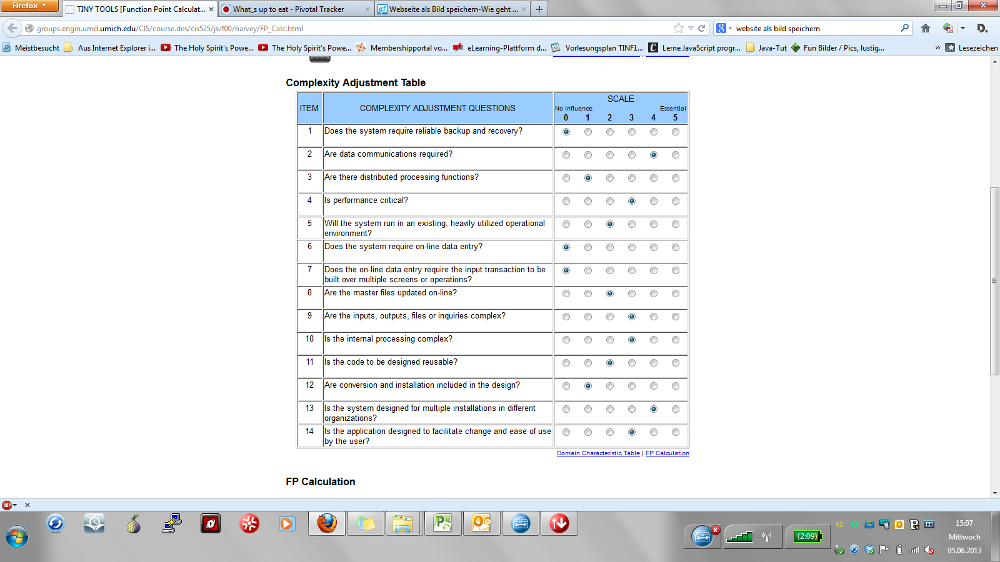 Firefox
TINY TOOLS [Function Point Calculat...
What_s up to eat - Pivotal Tracker
Webseite als Bild speichern-Wie geht ...
groups.engin.umd.umich.edu/CIS/course.des/cis525/js/f00/harvey/FP_Calc.html
website als bild speichern
Meistbesucht
Aus Internet Explorer i...
The Holy Spirit's Powe...
The Holy Spirit's Powe...
Membershipportal vo...
eLearning-Plattform d...
Vorlesungsplan TINF1...
Lerne JavaScript progr...
Java-Tut
Fun Bilder / Pics, lustig...
»
Lesezeichen
Complexity Adjustment Table
ITEM
COMPLEXITY ADJUSTMENT QUESTIONS
SCALE
No Influence
Essential
0 1 2 3 4 5
1 Does the system require reliable backup and recovery?
2 Are data communications required?
3 Are there distributed processing functions?
4 Is performance critical?
5 Will the system run in an existing, heavily utilized operational
environment?
6 Does the system require on-line data entry?
7 Does the on-line data entry require the input transaction to be
built over multiple screens or operations?
8 Are the master files updated on-line?
9 Are the inputs, outputs, files or inquiries complex?
10 Is the internal processing complex?
11 Is the code to be designed reusable?
12 Are conversion and installation included in the design?
13 Is the system designed for multiple installations in different
organizations?
14 Is the application designed to facilitate change and ease of use
by the user?
Domain Characteristic Table | FP Calculation
FP Calculation
ABP
(2:09)
42
15:07
Mittwoch
05.06.2013